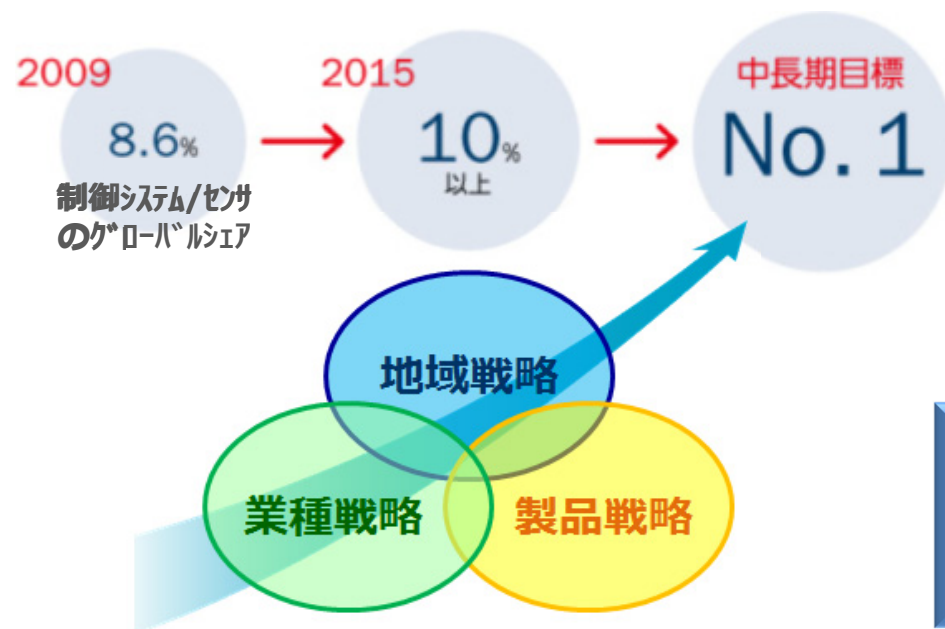 2009
8.6%
制御ｼｽﾃﾑ/ｾﾝｻ
のｸﾞﾛｰﾊﾞﾙｼｪｱ
2015
10%
以上
中長期目標
No. 1
地域戦略
業種戦略
製品戦略